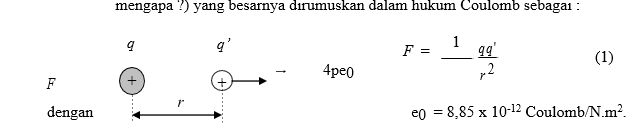 mengapa ?) yang besarnya dirumuskan dalam hukum Coulomb sebagai :
q q’ F = 1 qq'
r2 (1)
F + + → 4pe0
r
dengan e0 = 8,85 x 10-12 Coulomb/N.m2.